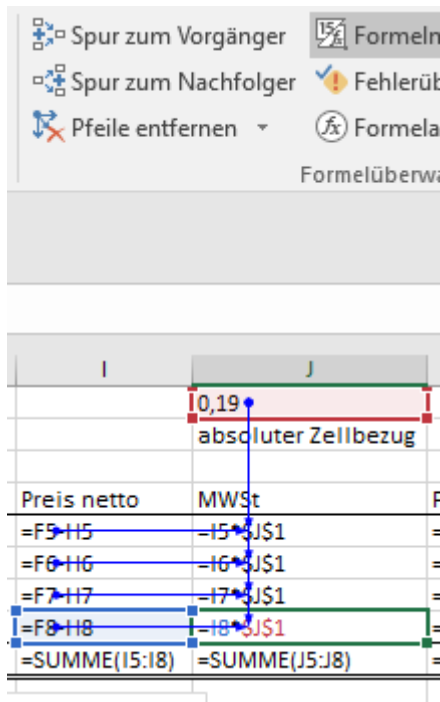 Spur zum Vorgänger Formeln
Spur zum Nachfolger Fehlerüb
Pfeile entfernen Formela
Formelüberwa
I J
0,19
absoluter Zellbezug
Preis netto MWSt F
=F5-H5 =I5*$J$1 =
=F6-H6 =I6*$J$1 =
=F7-H7 =I7*$J$1 =
=F8-H8 =I8*$J$1 =
=SUMME(I5:I8) =SUMME(J5:J8) =